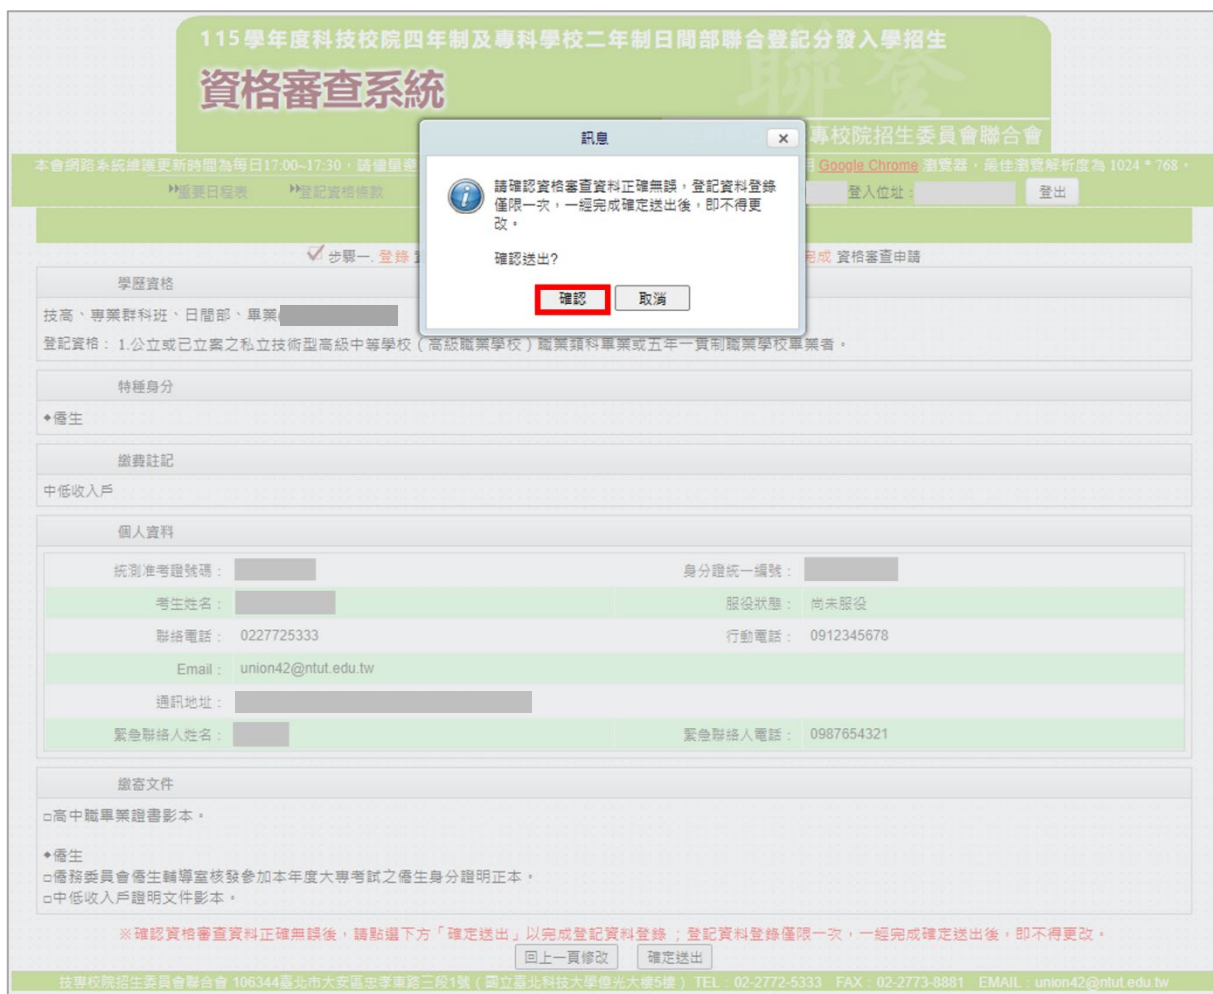 115學年度科技校院四年制及專科學校二年制日間部聯合登記分發入學招生
聯登
資格審查系統
專校院招生委員會聯合會
訊息
本會網路系統維護更新時間為每日17:00~17:30，請儘量避
Google Chrome 瀏覽器，最佳瀏覽解析度為 1024 * 768。
重要日程表 登記資格條款
登入位址： 登出
請確認資格審查資料正確無誤，登記資料登錄
僅限一次，一經完成確定送出後，即不得更
改。
確認送出?
確認 取消
步驟一. 登錄
完成 資格審查申請
學歷資格
技高、專業群科班、日間部、畢業
登記資格： 1.公立或已立案之私立技術型高級中等學校（高級職業學校）職業類科畢業或五年一貫制職業學校畢業者。
特種身分
◆僑生
繳費註記
中低收入戶
個人資料
統測准考證號碼： 身分證統一編號：
考生姓名： 服役狀態： 尚未服役
聯絡電話： 0227725333 行動電話： 0912345678
Email： union42@ntut.edu.tw
通訊地址：
緊急聯絡人姓名： 緊急聯絡人電話： 0987654321
繳寄文件
□高中職畢業證書影本。
◆僑生
□僑務委員會僑生輔導室核發參加本年度大專考試之僑生身分證明正本。
□中低收入戶證明文件影本。
※確認資格審查資料正確無誤後，請點選下方「確定送出」以完成登記資料登錄；登記資料登錄僅限一次，一經完成確定送出後，即不得更改。
回上一頁修改 確定送出
技專校院招生委員會聯合會 106344臺北市大安區忠孝東路三段1號（國立臺北科技大學億光大樓5樓） TEL：02-2772-5333 FAX：02-2773-8881 EMAIL：union42@ntut.edu.tw